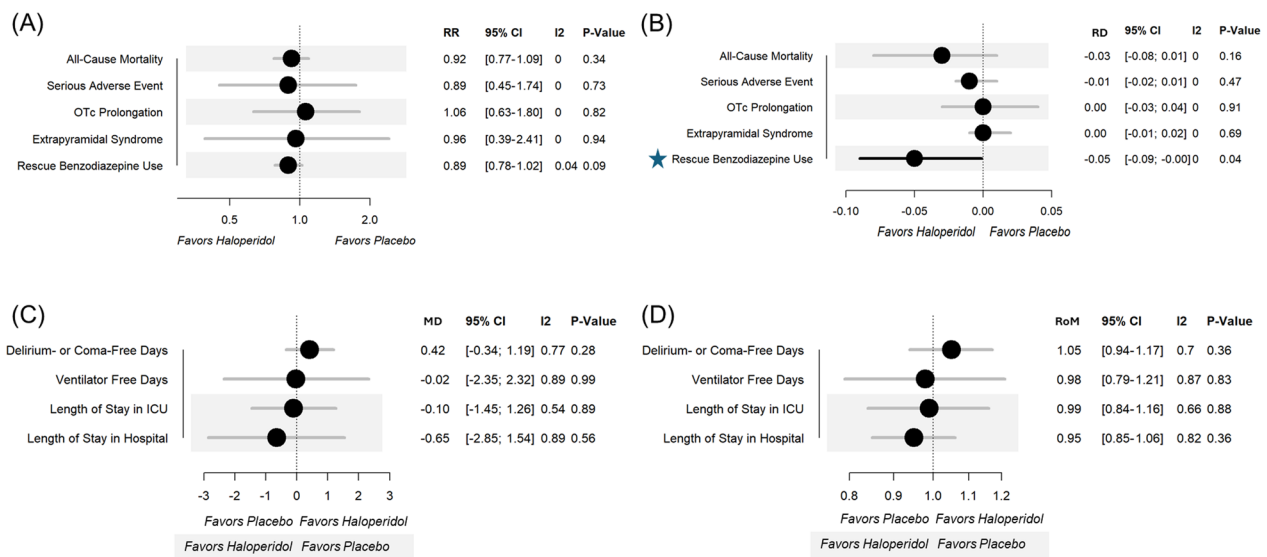 (A)
RR 95% CI I2 P-Value
All-Cause Mortality 0.92 [0.77-1.09] 0 0.34
Serious Adverse Event 0.89 [0.45-1.74] 0 0.73
OTc Prolongation 1.06 [0.63-1.80] 0 0.82
Extrapyramidal Syndrome 0.96 [0.39-2.41] 0 0.94
Rescue Benzodiazepine Use 0.89 [0.78-1.02] 0.04 0.09
0.5 1.0 2.0
Favors Haloperidol Favors Placebo
(B)
RD 95% CI I2 P-Value
All-Cause Mortality -0.03 [-0.08; 0.01] 0 0.16
Serious Adverse Event -0.01 [-0.02; 0.01] 0 0.47
OTc Prolongation 0.00 [-0.03; 0.04] 0 0.91
Extrapyramidal Syndrome 0.00 [-0.01; 0.02] 0 0.69
Rescue Benzodiazepine Use -0.05 [-0.09; -0.00] 0 0.04
-0.10 -0.05 0.00 0.05
Favors Haloperidol Favors Placebo
(C)
MD 95% CI I2 P-Value
Delirium- or Coma-Free Days 0.42 [-0.34; 1.19] 0.77 0.28
Ventilator Free Days -0.02 [-2.35; 2.32] 0.89 0.99
Length of Stay in ICU -0.10 [-1.45; 1.26] 0.54 0.89
Length of Stay in Hospital -0.65 [-2.85; 1.54] 0.89 0.56
-3 -2 -1 0 1 2 3
Favors Placebo Favors Haloperidol
Favors Haloperidol Favors Placebo
(D)
RoM 95% CI I2 P-Value
Delirium- or Coma-Free Days 1.05 [0.94-1.17] 0.7 0.36
Ventilator Free Days 0.98 [0.79-1.21] 0.87 0.83
Length of Stay in ICU 0.99 [0.84-1.16] 0.66 0.88
Length of Stay in Hospital 0.95 [0.85-1.06] 0.82 0.36
0.8 0.9 1.0 1.1 1.2
Favors Placebo Favors Haloperidol
Favors Haloperidol Favors Placebo